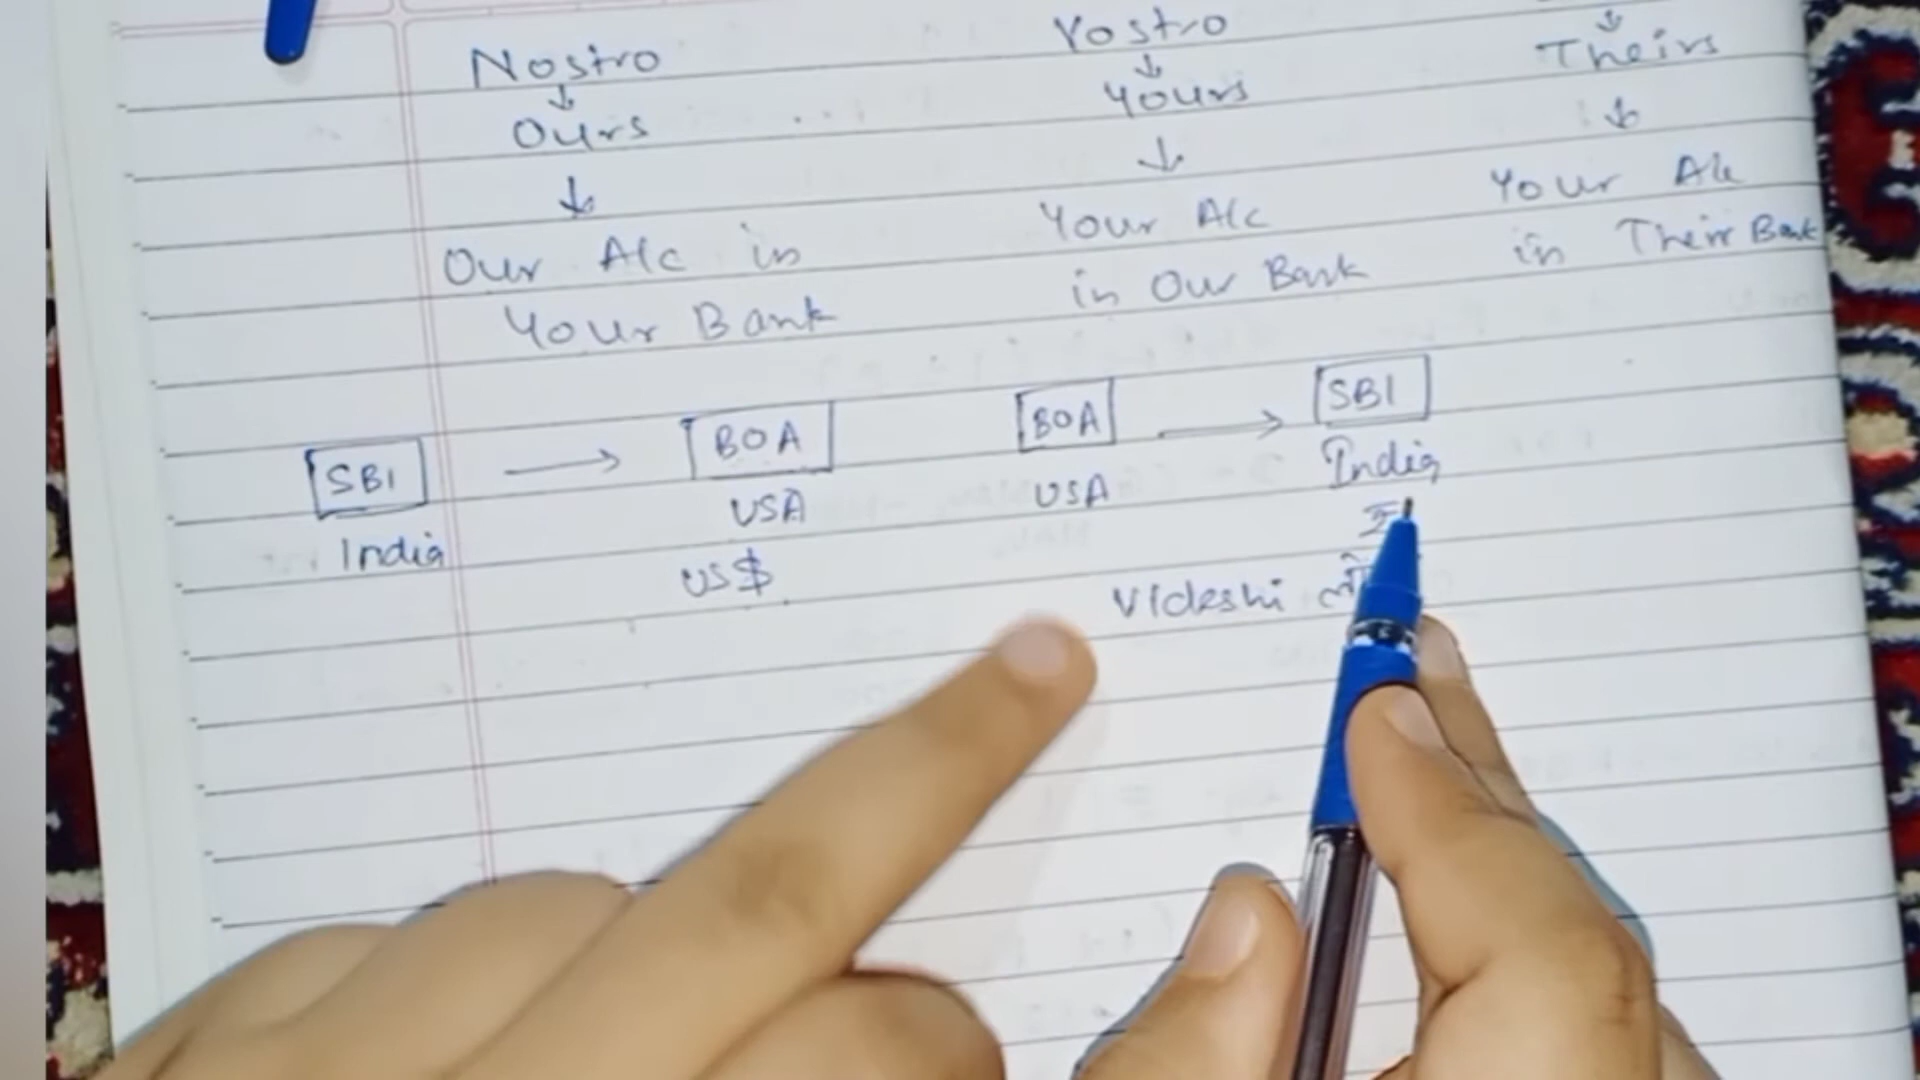 Nostro
↓
Ours
↓
Our A/c in
Your Bank
SBI → BOA
India USA
US$
Vostro
↓
Yours
↓
Your A/c
in Our Bank
BOA → SBI
USA India
₹
Videshi
↓
Theirs
↓
Your A/c
in Their Bank